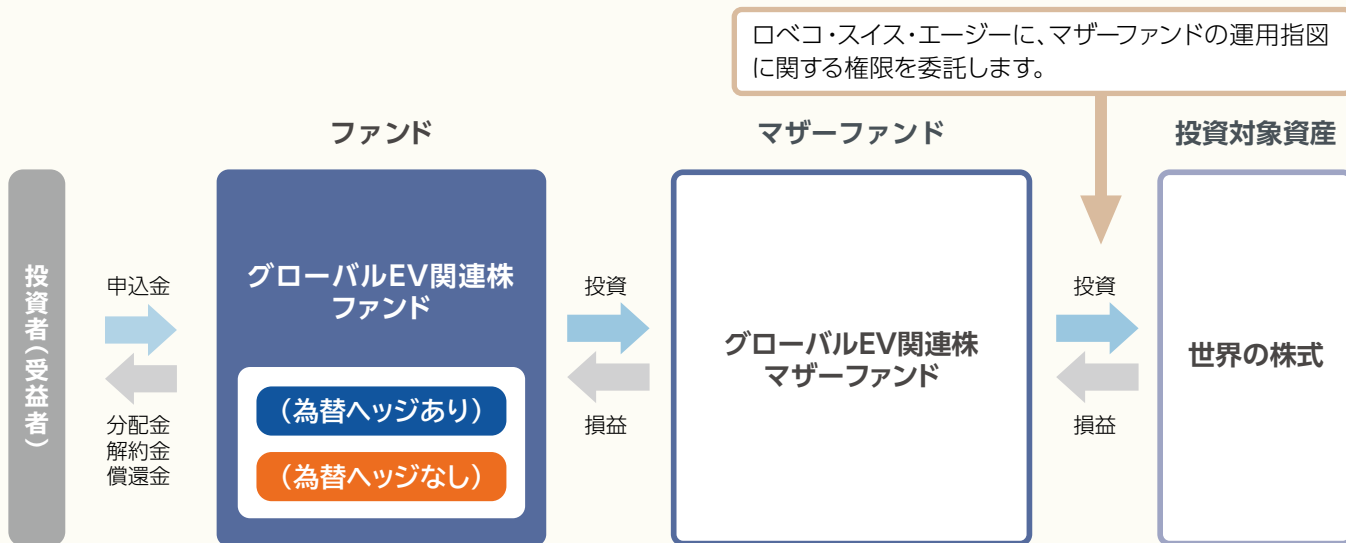 ロベコ・スイス・エージーに、マザーファンドの運用指図
に関する権限を委託します。
ファンド
マザーファンド
投資対象資産
投資者(受益者)
申込金
分配金
解約金
償還金
グローバルEV関連株
ファンド
(為替ヘッジあり)
(為替ヘッジなし)
投資
損益
グローバルEV関連株
マザーファンド
投資
損益
世界の株式